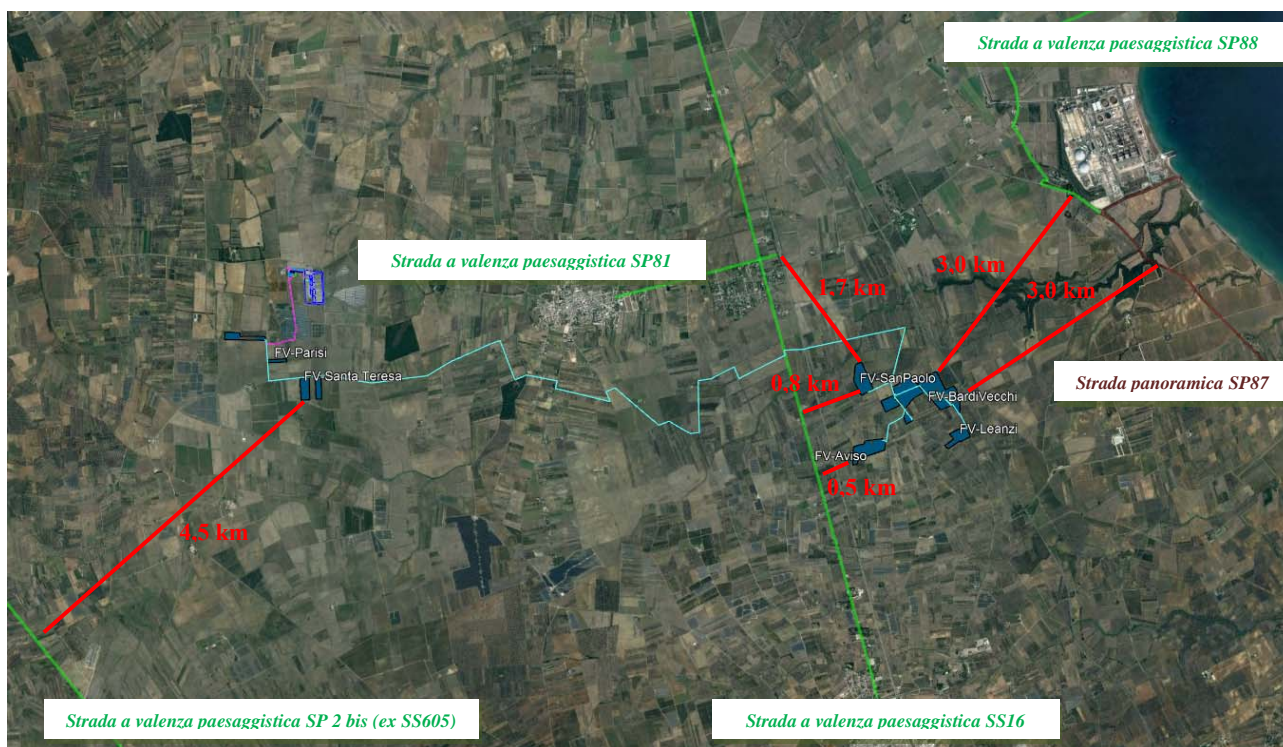 Strada a valenza paesaggistica SP88
Strada a valenza paesaggistica SP81
3,0 km
1,7 km
3,0 km
FV-Parisi
FV-Santa Teresa
FV-SanPaolo
Strada panoramica SP87
0,8 km
FV-BardiVecchi
FV-Leanzi
FV-Aviso
0,5 km
4,5 km
Strada a valenza paesaggistica SP 2 bis (ex SS605)
Strada a valenza paesaggistica SS16